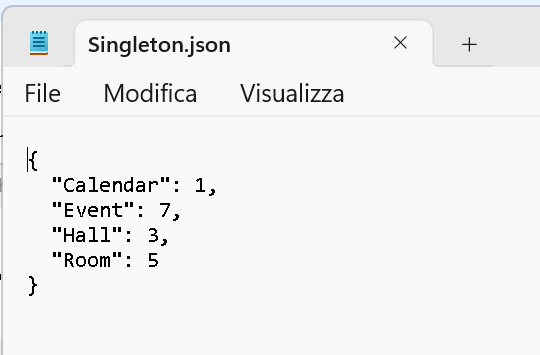 Singleton.json
File Modifica Visualizza
{
  "Calendar": 1,
  "Event": 7,
  "Hall": 3,
  "Room": 5
}